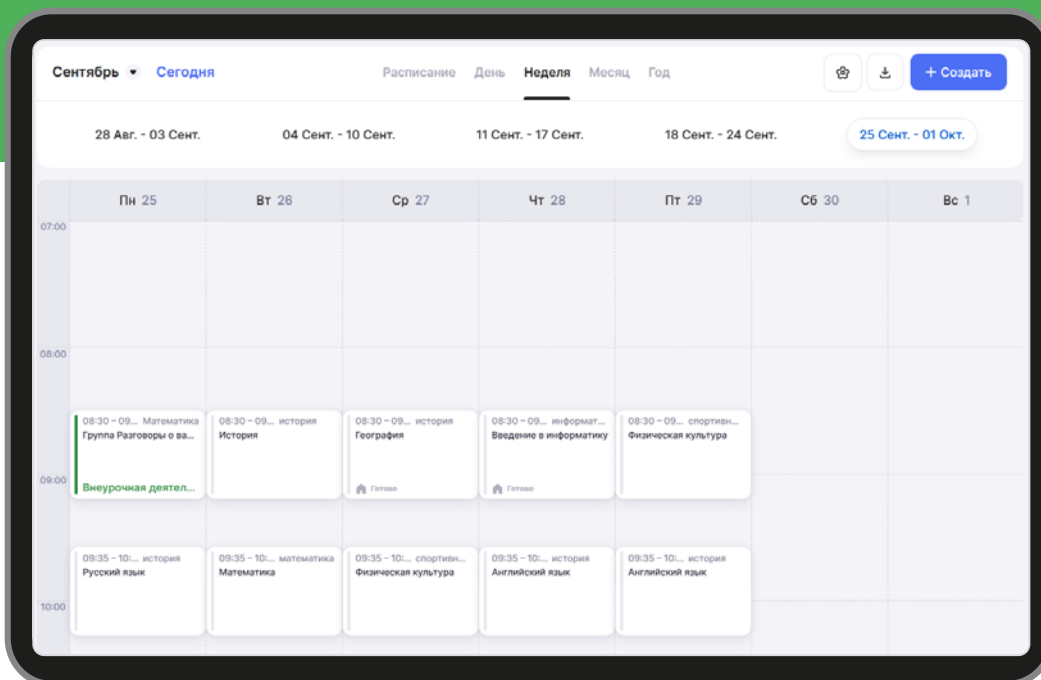 Сентябрь Сегодня Расписание День Неделя Месяц Год + Создать
28 Авг. - 03 Сент. 04 Сент. - 10 Сент. 11 Сент. - 17 Сент. 18 Сент. - 24 Сент. 25 Сент. - 01 Окт.
Пн 25 Вт 26 Ср 27 Чт 28 Пт 29 Сб 30 Вс 1
07:00
08:00
08:30 – 09... Математика
Группа Разговоры о ва...
Внеурочная деятел...
08:30 – 09... история
История
08:30 – 09... история
География
Готово
08:30 – 09... информат...
Введение в информатику
Готово
08:30 – 09... спортивн...
Физическая культура
09:00
09:35 – 10:... история
Русский язык
09:35 – 10:... математика
Математика
09:35 – 10:... спортивн...
Физическая культура
09:35 – 10:... история
Английский язык
09:35 – 10:... история
Английский язык
10:00